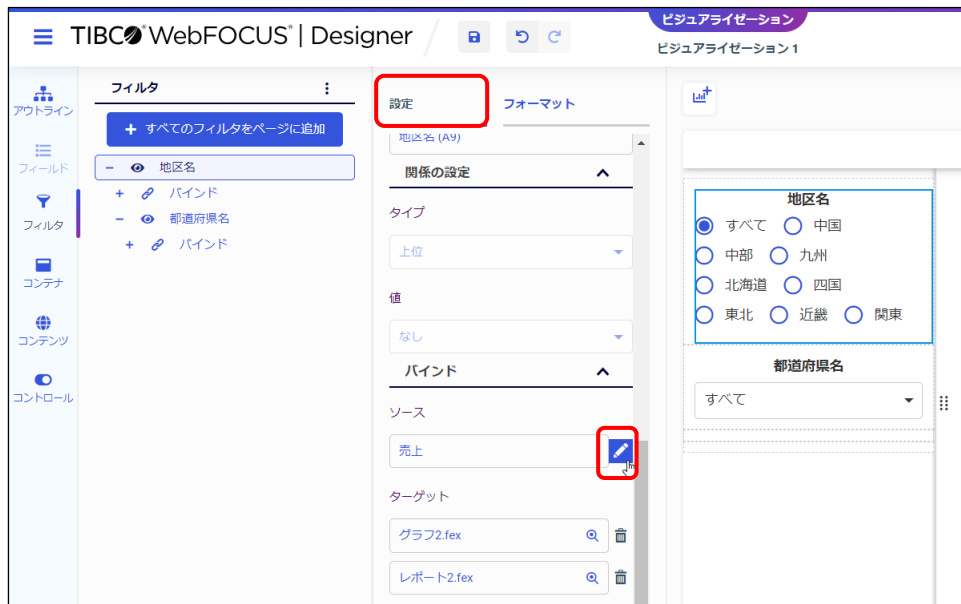 TIBCO® WebFOCUS® | Designer
ビジュアライゼーション
ビジュアライゼーション 1
アウトライン
フィールド
フィルタ
コンテナ
コンテンツ
コントロール
フィルタ
+ すべてのフィルタをページに追加
地区名
バインド
都道府県名
バインド
設定
フォーマット
地区名 (A9)
関係の設定
タイプ
上位
値
なし
バインド
ソース
売上
ターゲット
グラフ2.fex
レポート2.fex
地区名
すべて 中国
中部 九州
北海道 四国
東北 近畿 関東
都道府県名
すべて